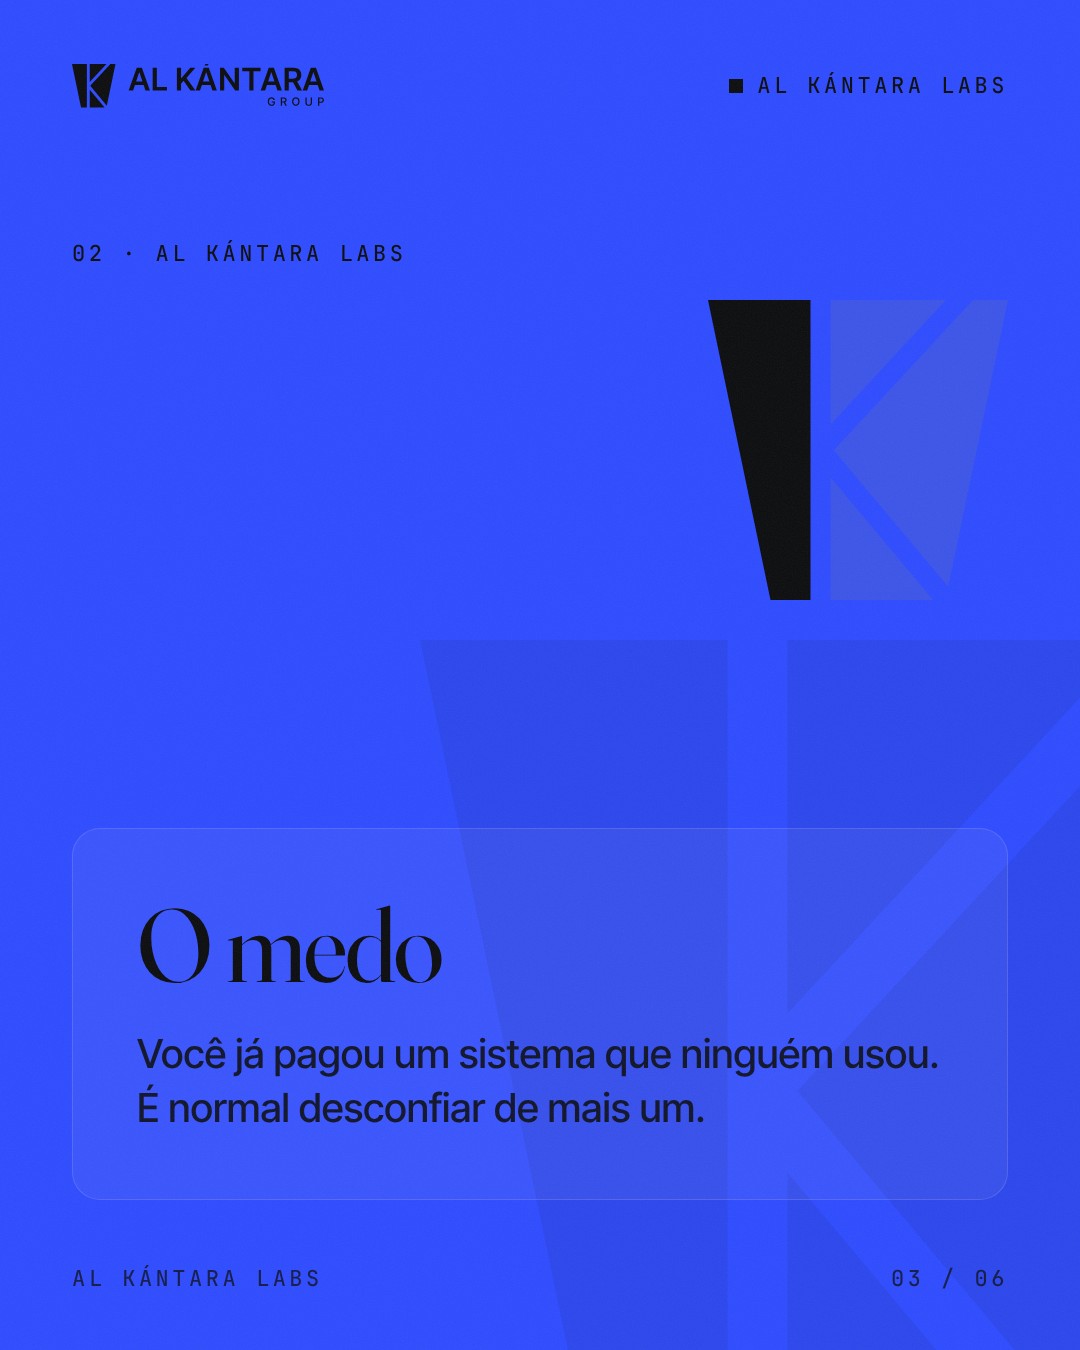 AL KÁNTARA
GROUP
AL KÁNTARA LABS
02 · AL KÁNTARA LABS
O medo
Você já pagou um sistema que ninguém usou.
É normal desconfiar de mais um.
AL KÁNTARA LABS
03 / 06